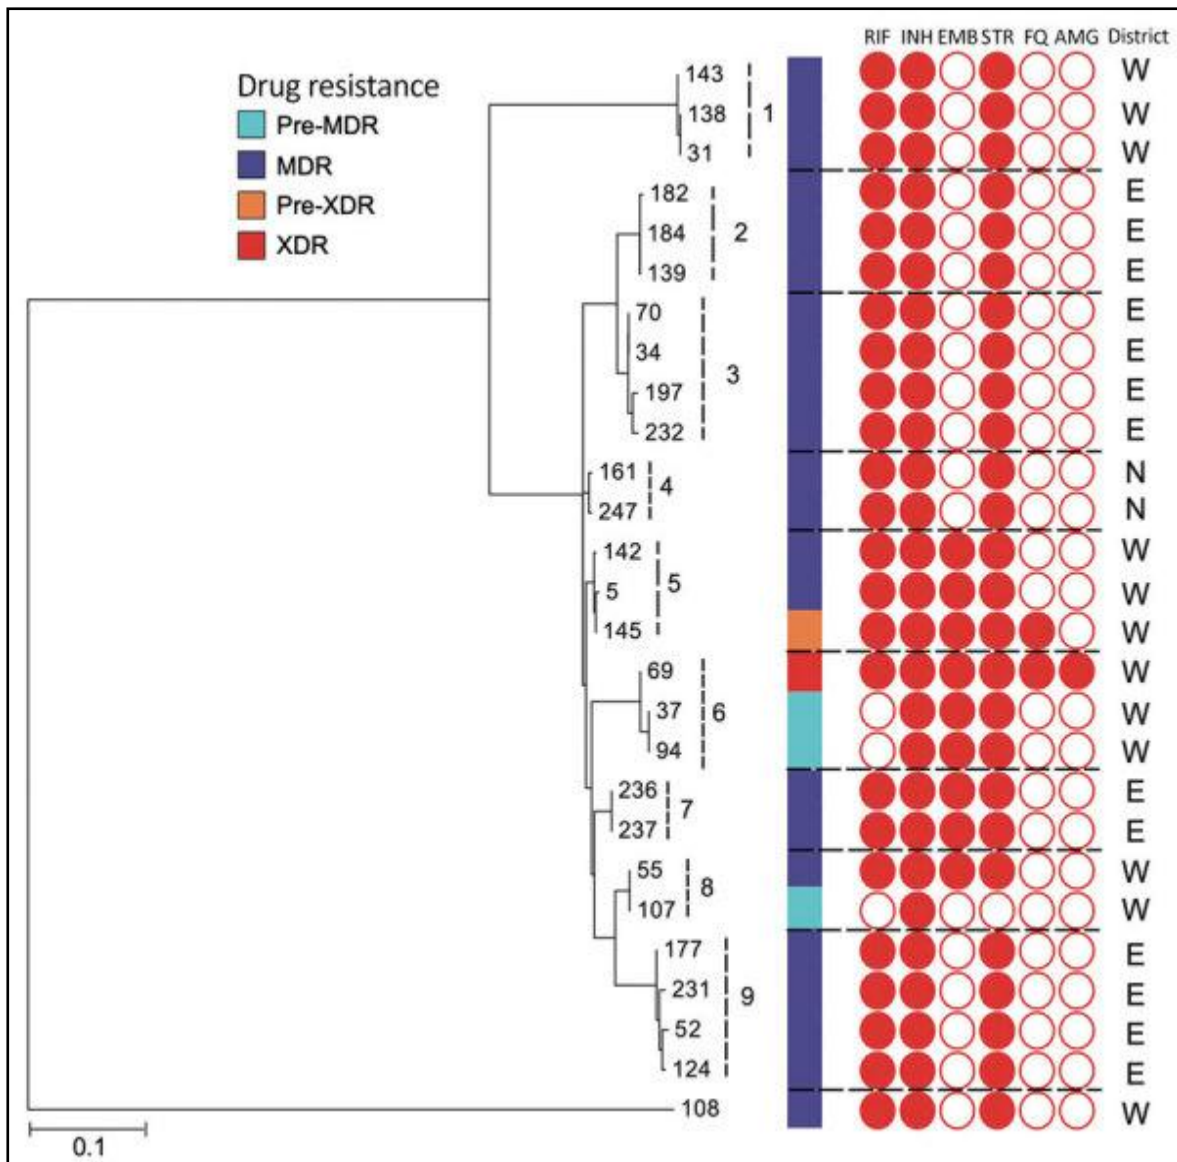 RIF INH EMB STR FQ AMG District
Drug resistance
Pre-MDR
MDR
Pre-XDR
XDR
143 W
138 1 W
31 W
182 E
184 2 E
139 E
70 E
34 E
3
197 E
232 E
161 N
4
247 N
142 W
5 5 W
145 W
69 W
37 6 W
94 W
236 E
7
237 E
55 W
8
107 W
177 E
231 9 E
52 E
124 E
108 W
0.1